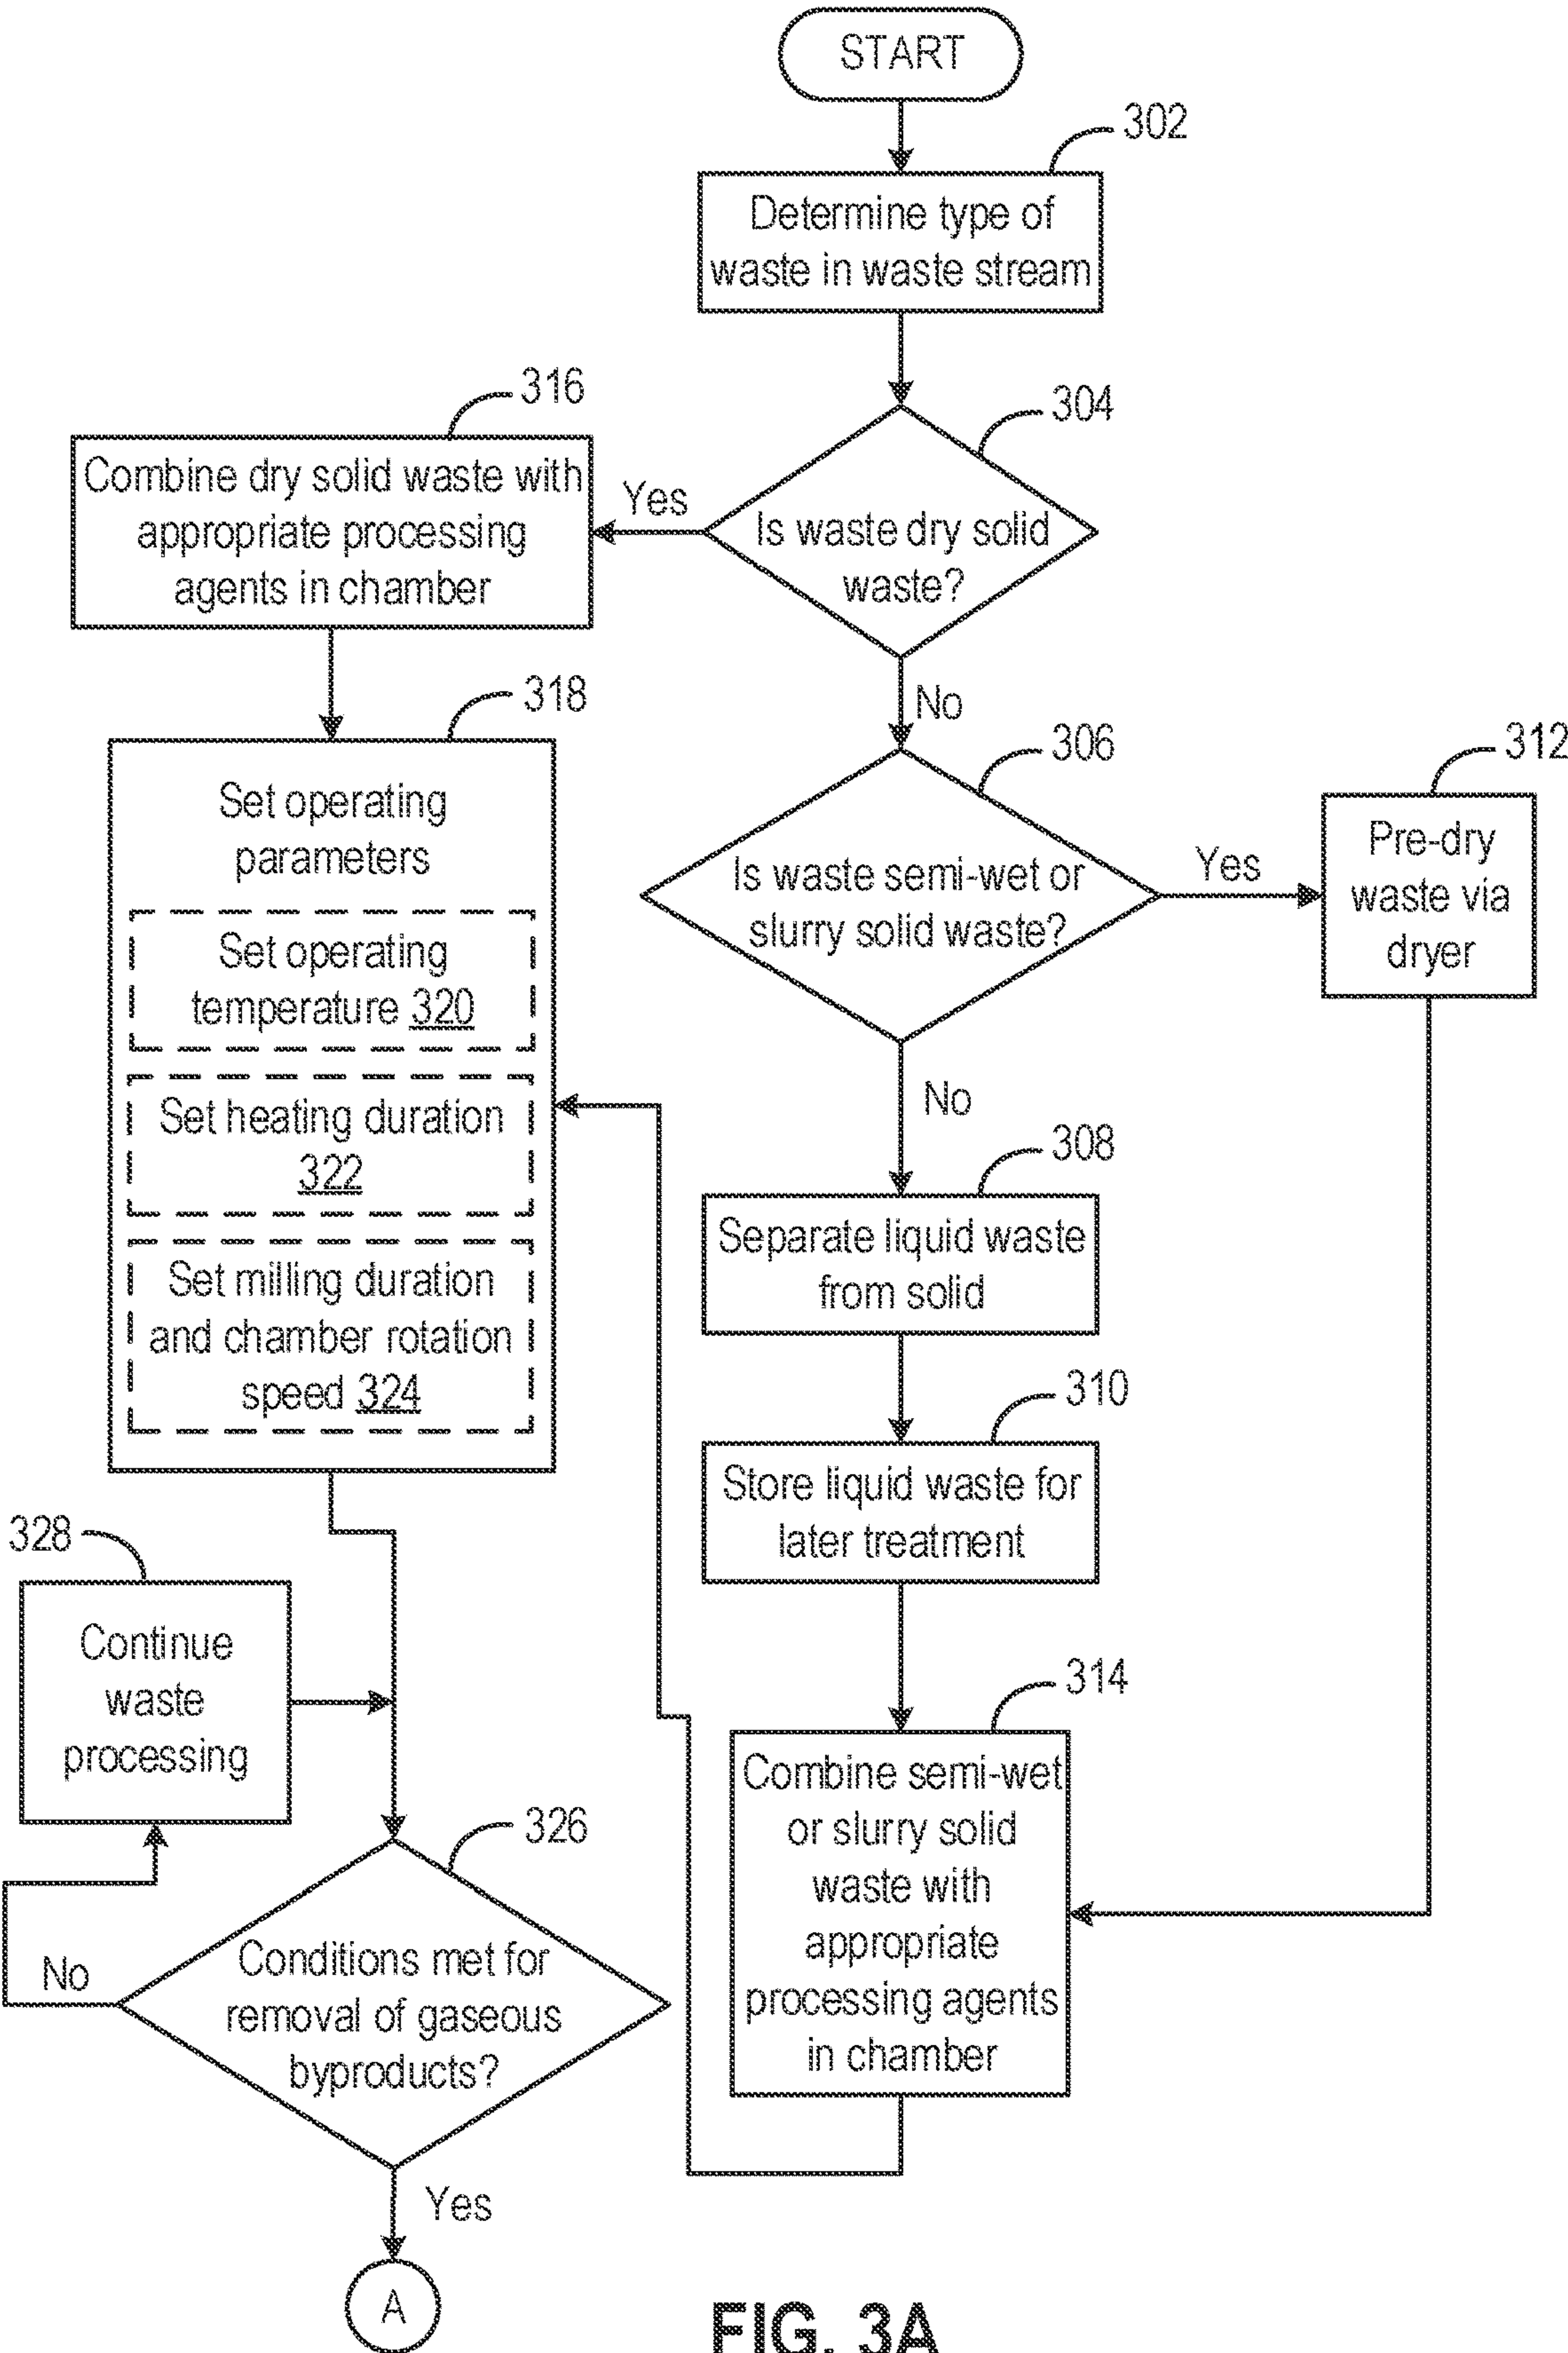 START
302
Determine type of
waste in waste stream
304
Is waste dry solid
waste?
Yes
No
316
Combine dry solid waste with
appropriate processing
agents in chamber
306
Is waste semi-wet or
slurry solid waste?
Yes
No
312
Pre-dry
waste via
dryer
308
Separate liquid waste
from solid
310
Store liquid waste for
later treatment
314
Combine semi-wet
or slurry solid
waste with
appropriate
processing agents
in chamber
318
Set operating
parameters
Set operating
temperature 320
Set heating duration
322
Set milling duration
and chamber rotation
speed 324
328
Continue
waste
processing
326
Conditions met for
removal of gaseous
byproducts?
No
Yes
A
FIG. 3A